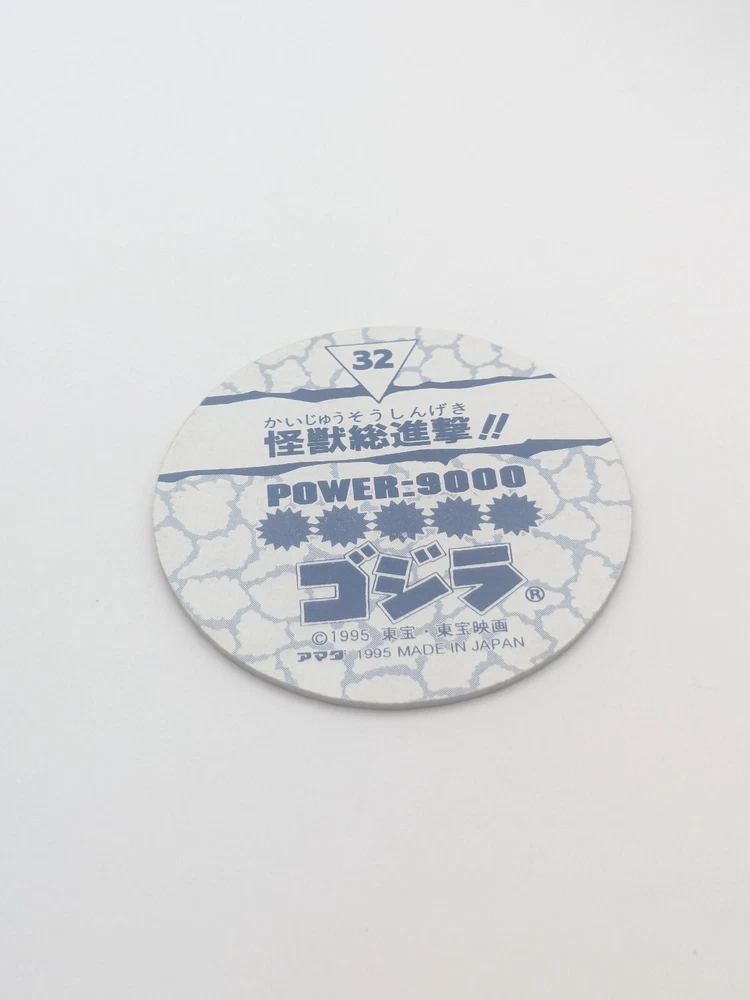 32
かいじゅうそうしんげき
怪獣総進撃!!
POWER:9000
ゴジラ®
©1995 東宝・東宝映画
アマダ 1995 MADE IN JAPAN